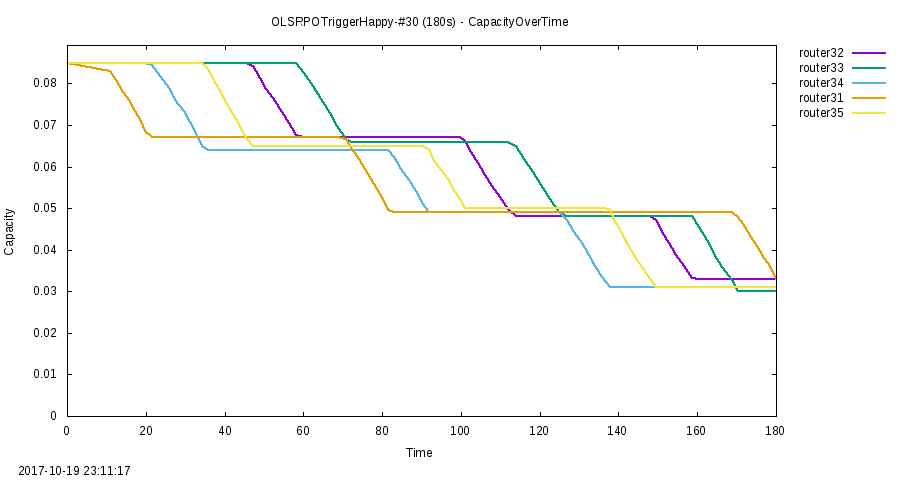 OLSRPOTriggerHappy-#30 (180s) - CapacityOverTime
router32
router33
router34
router31
router35
0.08
0.07
0.06
0.05
0.04
0.03
0.02
0.01
0
Capacity
0 20 40 60 80 100 120 140 160 180
Time
2017-10-19 23:11:17